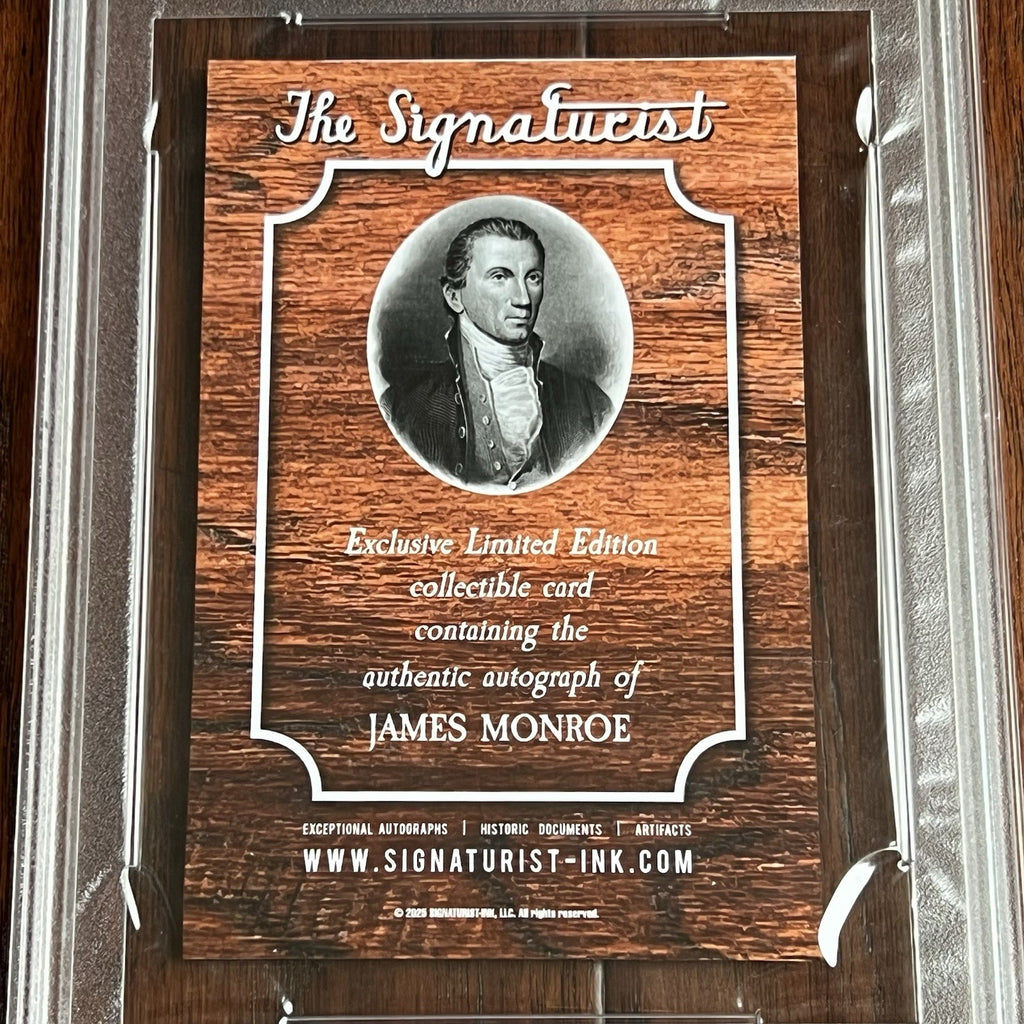 The Signaturist
Exclusive Limited Edition
collectible card
containing the
authentic autograph of
JAMES MONROE
EXCEPTIONAL AUTOGRAPHS | HISTORIC DOCUMENTS | ARTIFACTS
WWW.SIGNATURIST-INK.COM
© 2025 SIGNATURIST-INK, LLC. All rights reserved.